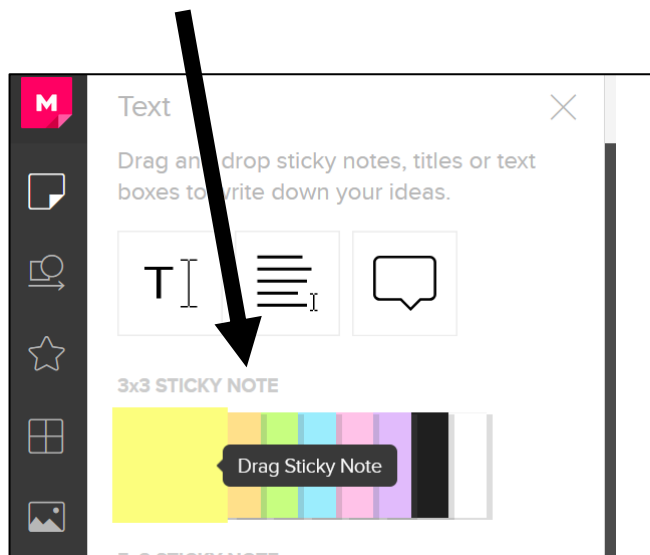 M
Text
Drag and drop sticky notes, titles or text
boxes to write down your ideas.
T
3x3 STICKY NOTE
Drag Sticky Note